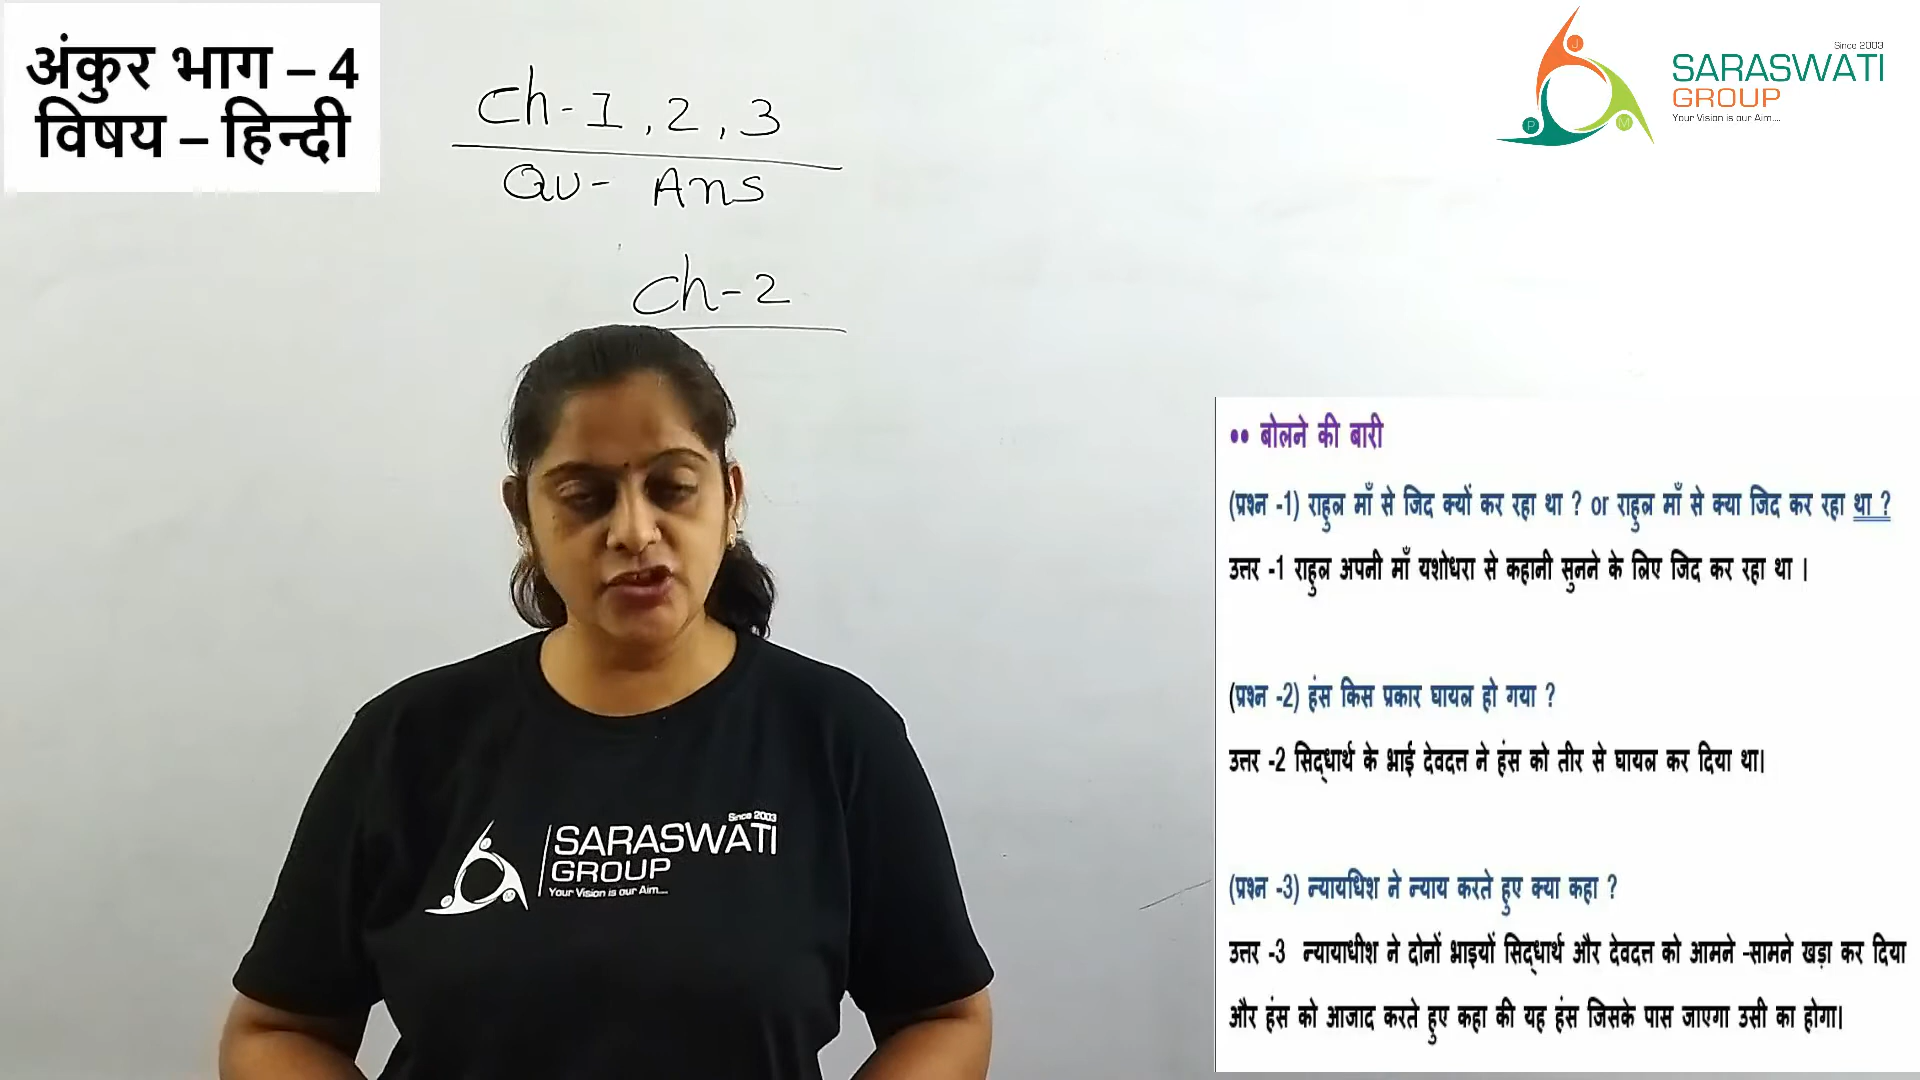 अंकुर भाग – 4
विषय – हिन्दी
Ch-1, 2, 3
QU- Ans
Ch-2
Since 2003
SARASWATI
GROUP
Your Vision is our Aim....
J
P
M
•• बोलने की बारी
(प्रश्न -1) राहुल माँ से जिद क्यों कर रहा था ? or राहुल माँ से क्या जिद कर रहा था ?
उत्तर -1 राहुल अपनी माँ यशोधरा से कहानी सुनने के लिए जिद कर रहा था ।
(प्रश्न -2) हंस किस प्रकार घायल हो गया ?
उत्तर -2 सिद्धार्थ के भाई देवदत्त ने हंस को तीर से घायल कर दिया था।
(प्रश्न -3) न्यायधिश ने न्याय करते हुए क्या कहा ?
उत्तर -3 न्यायाधीश ने दोनों भाइयों सिद्धार्थ और देवदत्त को आमने –सामने खड़ा कर दिया
और हंस को आजाद करते हुए कहा की यह हंस जिसके पास जाएगा उसी का होगा।
Since 2003
SARASWATI
GROUP
Your Vision is our Aim....